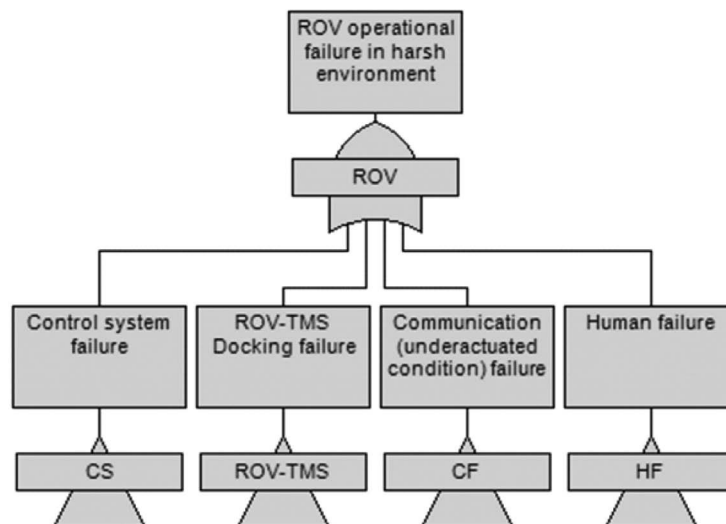 ROV operational
failure in harsh
environment
ROV
Control system
failure
ROV-TMS
Docking failure
Communication
(underactuated
condition) failure
Human failure
CS
ROV-TMS
CF
HF